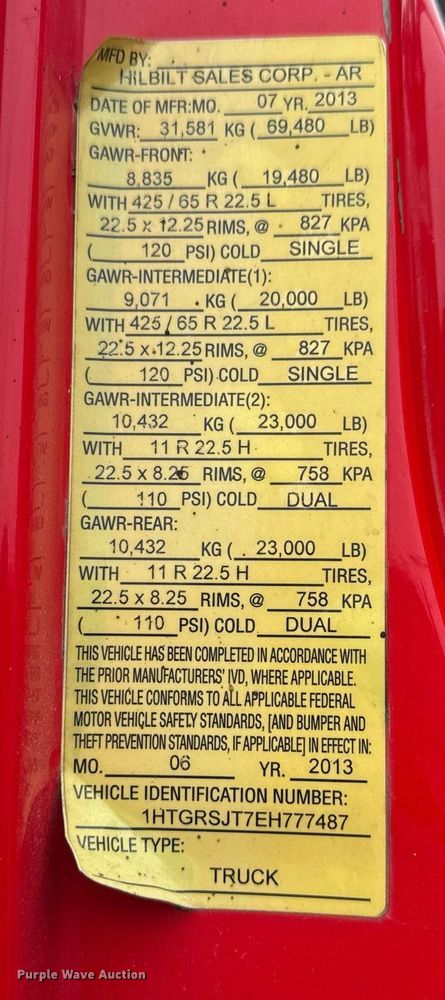 MFD BY:
HILBILT SALES CORP. - AR
DATE OF MFR:MO. 07 YR. 2013
GVWR: 31,581 KG ( 69,480 LB)
GAWR-FRONT:
8,835 KG ( 19,480 LB)
WITH 425 / 65 R 22.5 L TIRES,
22.5 x 12.25 RIMS, @ 827 KPA
( 120 PSI) COLD SINGLE
GAWR-INTERMEDIATE(1):
9,071 KG ( 20,000 LB)
WITH 425 / 65 R 22.5 L TIRES,
22.5 x 12.25 RIMS, @ 827 KPA
( 120 PSI) COLD SINGLE
GAWR-INTERMEDIATE(2):
10,432 KG ( 23,000 LB)
WITH 11 R 22.5 H TIRES,
22.5 x 8.25 RIMS, @ 758 KPA
( 110 PSI) COLD DUAL
GAWR-REAR:
10,432 KG ( 23,000 LB)
WITH 11 R 22.5 H TIRES,
22.5 x 8.25 RIMS, @ 758 KPA
( 110 PSI) COLD DUAL
THIS VEHICLE HAS BEEN COMPLETED IN ACCORDANCE WITH
THE PRIOR MANUFACTURERS' IVD, WHERE APPLICABLE.
THIS VEHICLE CONFORMS TO ALL APPLICABLE FEDERAL
MOTOR VEHICLE SAFETY STANDARDS, [AND BUMPER AND
THEFT PREVENTION STANDARDS, IF APPLICABLE] IN EFFECT IN:
MO. 06 YR. 2013
VEHICLE IDENTIFICATION NUMBER:
1HTGRSJT7EH777487
VEHICLE TYPE:
TRUCK
Purple Wave Auction